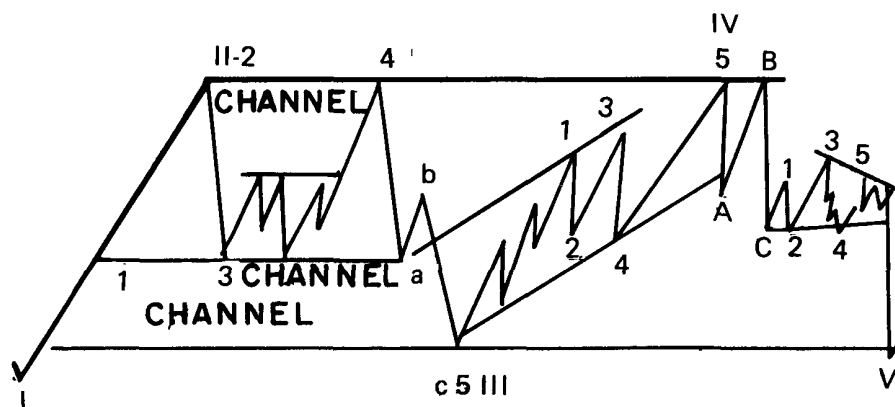 IV
II-2 4 5 B
CHANNEL
1 3
3 5
b 1
A
C 2 4
2
1 3 CHANNEL a 4
CHANNEL
I c 5 III V